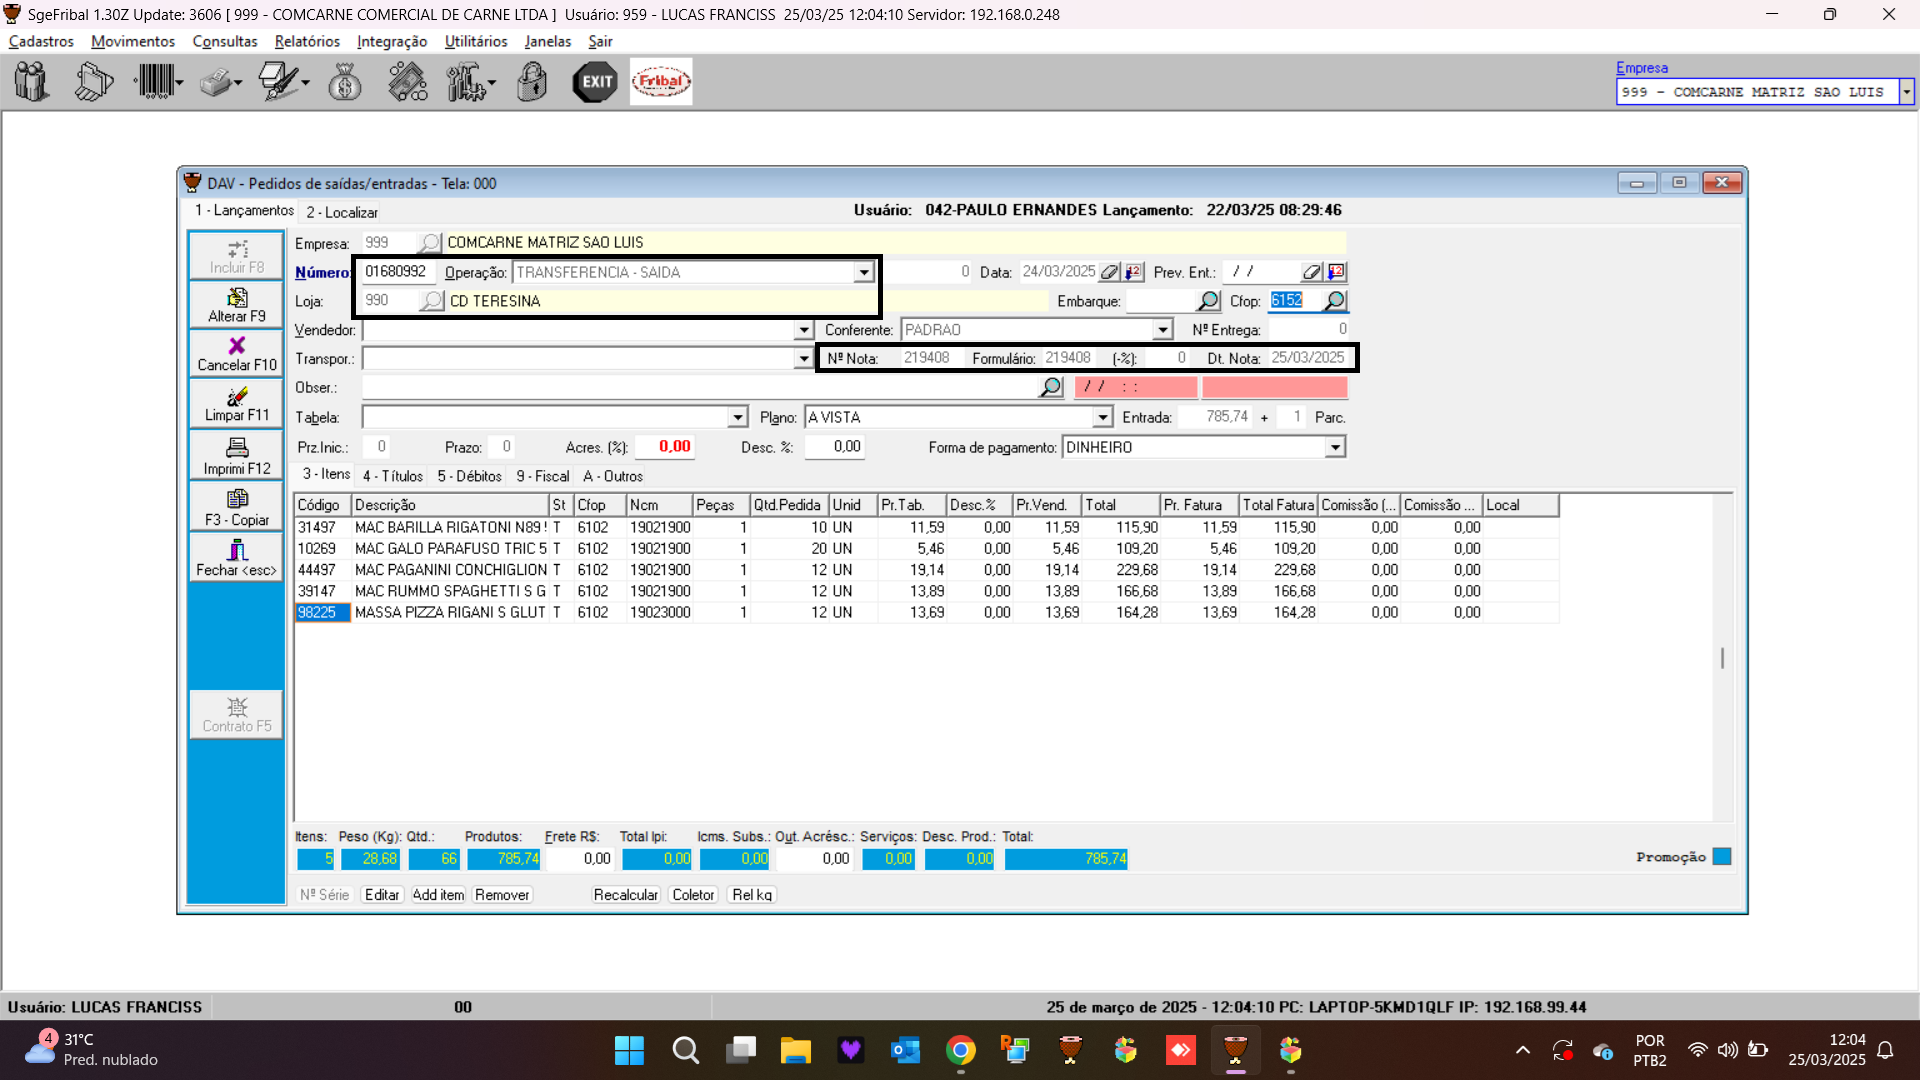 SgeFribal 1.30Z Update: 3606 [ 999 - COMCARNE COMERCIAL DE CARNE LTDA ]  Usuário: 959 - LUCAS FRANCISS  25/03/25 12:04:10 Servidor: 192.168.0.248
Cadastros Movimentos Consultas Relatórios Integração Utilitários Janelas Sair
EXIT Fribal
Empresa
999 - COMCARNE MATRIZ SAO LUIS
DAV - Pedidos de saídas/entradas - Tela: 000
1 - Lançamentos 2 - Localizar Usuário: 042-PAULO ERNANDES Lançamento: 22/03/25 08:29:46
Empresa: 999 COMCARNE MATRIZ SAO LUIS
Número: 01680992 Operação: TRANSFERENCIA - SAIDA 0 Data: 24/03/2025 12 Prev. Ent.: / / 12
Loja: 990 CD TERESINA Embarque: Cfop: 6152
Vendedor: Conferente: PADRAO Nº Entrega: 0
Transpor.: Nº Nota: 219408 Formulário: 219408 (-%): 0 Dt. Nota: 25/03/2025
Obser.: / / : :
Tabela: Plano: A VISTA Entrada: 785,74 + 1 Parc.
Prz.Inic.: 0 Prazo: 0 Acres. (%): 0,00 Desc. %: 0,00 Forma de pagamento: DINHEIRO
3 - Itens 4 - Títulos 5 - Débitos 9 - Fiscal A - Outros
Código Descrição St Cfop Ncm Peças Qtd.Pedida Unid Pr.Tab. Desc.% Pr.Vend. Total Pr. Fatura Total Fatura Comissão (... Comissão ... Local
31497 MAC BARILLA RIGATONI N89 T 6102 19021900 1 10 UN 11,59 0,00 11,59 115,90 11,59 115,90 0,00 0,00
10269 MAC GALO PARAFUSO TRIC 5 T 6102 19021900 1 20 UN 5,46 0,00 5,46 109,20 5,46 109,20 0,00 0,00
44497 MAC PAGANINI CONCHIGLION T 6102 19021900 1 12 UN 19,14 0,00 19,14 229,68 19,14 229,68 0,00 0,00
39147 MAC RUMMO SPAGHETTI S G T 6102 19021900 1 12 UN 13,89 0,00 13,89 166,68 13,89 166,68 0,00 0,00
98225 MASSA PIZZA RIGANI S GLUT T 6102 19023000 1 12 UN 13,69 0,00 13,69 164,28 13,69 164,28 0,00 0,00
Incluir F8
Alterar F9
Cancelar F10
Limpar F11
Imprimi F12
F3 - Copiar
Fechar <esc>
Contrato F5
Itens: Peso (Kg): Qtd.: Produtos: Frete R$: Total Ipi: Icms. Subs.: Out. Acrésc.: Serviços: Desc. Prod.: Total:
5 28,68 66 785,74 0,00 0,00 0,00 0,00 0,00 0,00 785,74
Promoção
Nº Série Editar Add item Remover Recalcular Coletor Rel kg
Usuário: LUCAS FRANCISS 00 25 de março de 2025 - 12:04:10 PC: LAPTOP-5KMD1QLF IP: 192.168.99.44
4 31°C
Pred. nublado
POR
PTB2
12:04
25/03/2025